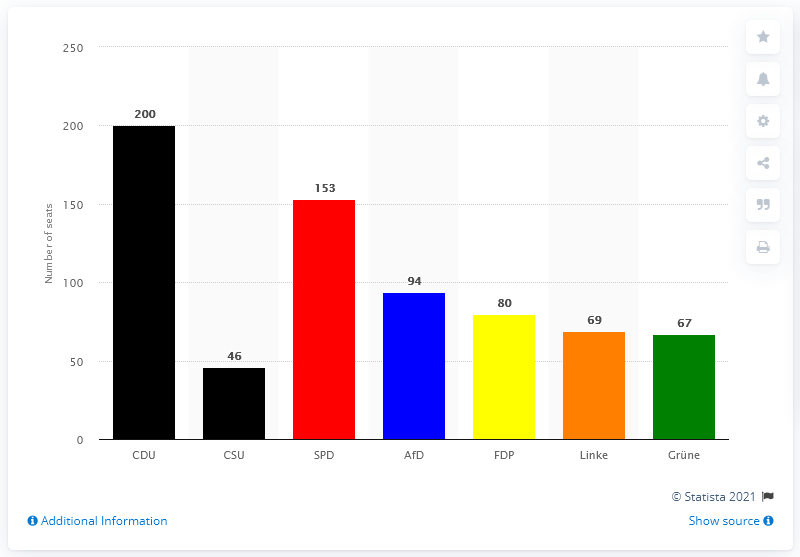 250
200
150
100
50
0
Number of seats
200
46
153
94
80
69
67
CDU
CSU
SPD
AfD
FDP
Linke
Grüne
© Statista 2021
Additional Information
Show source